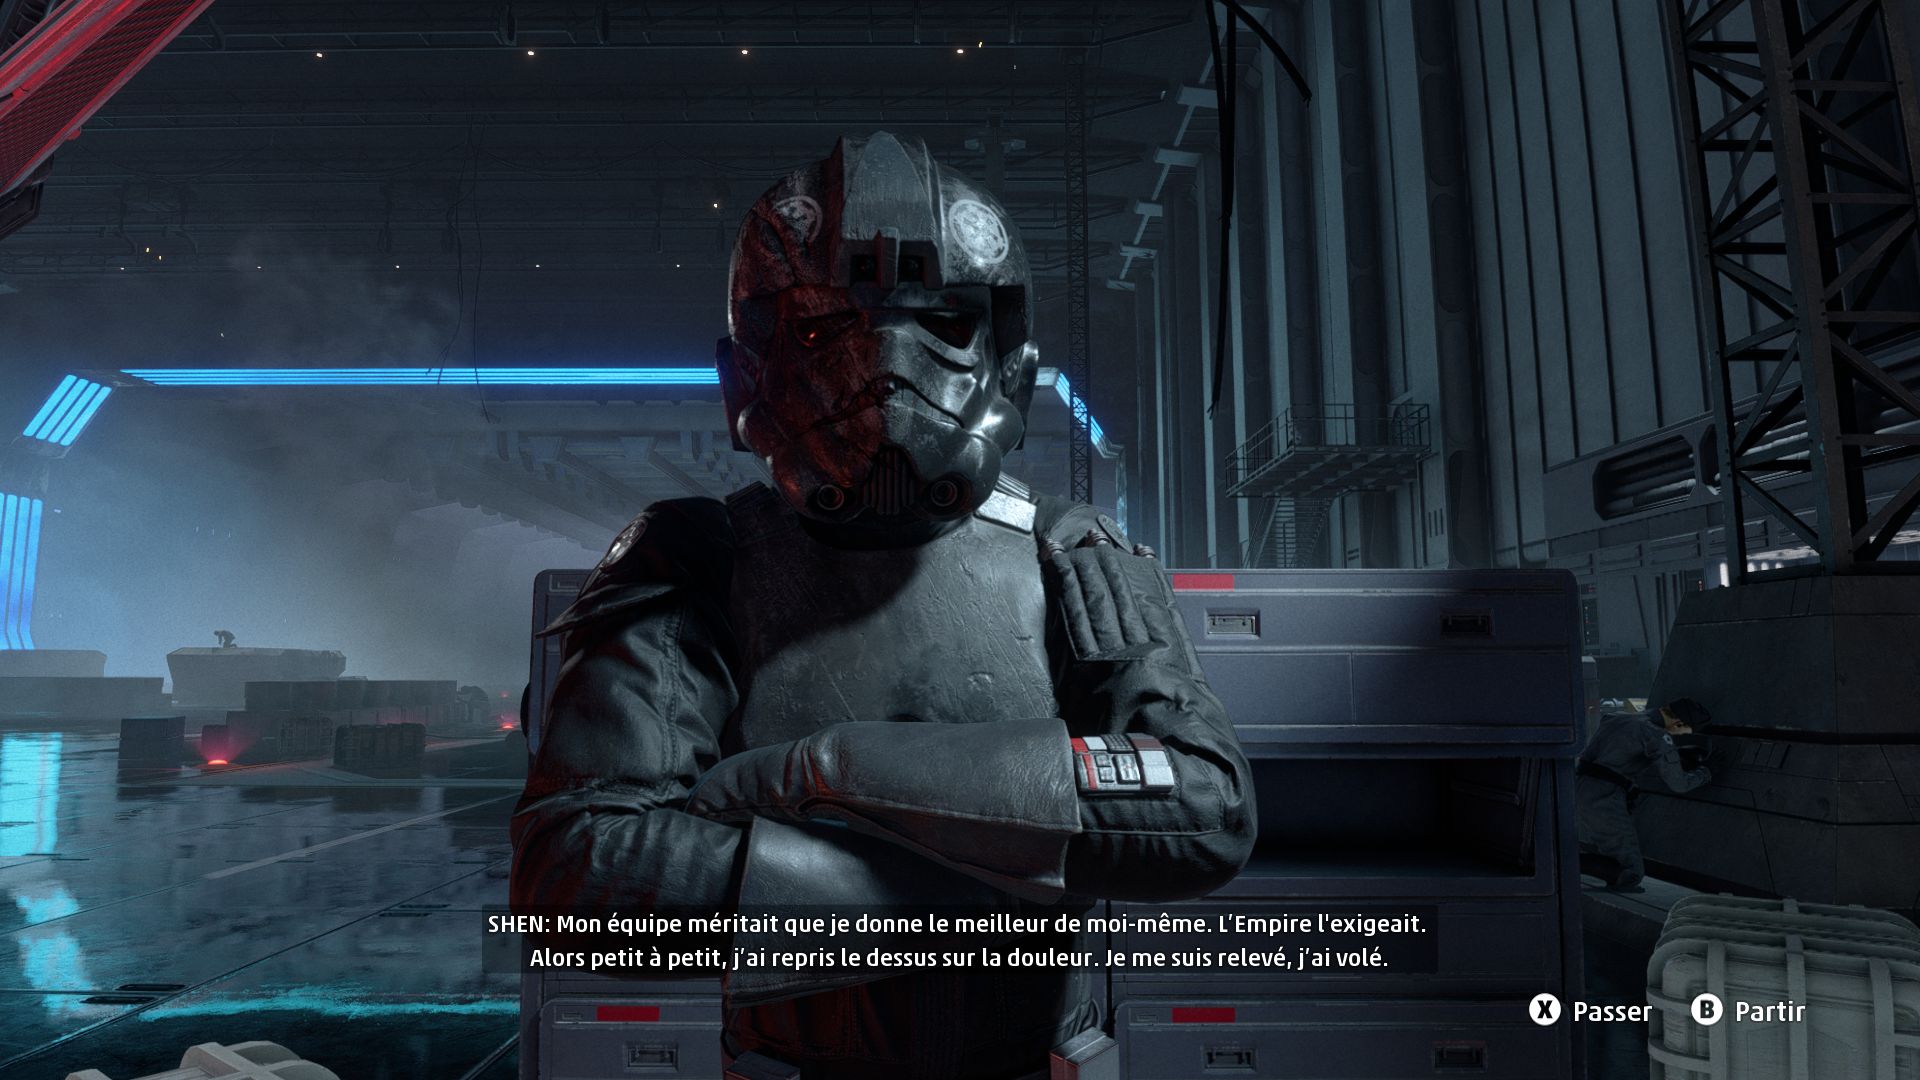 SHEN: Mon équipe méritait que je donne le meilleur de moi-même. L’Empire l'exigeait.
Alors petit à petit, j’ai repris le dessus sur la douleur. Je me suis relevé, j’ai volé.
X Passer B Partir